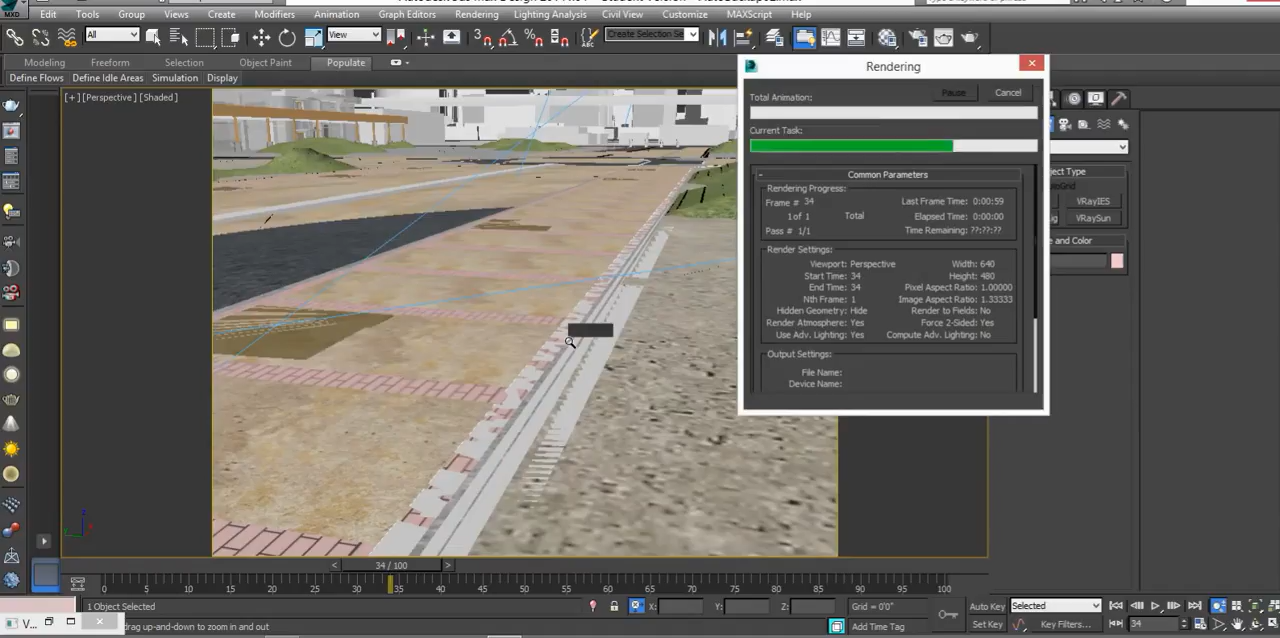 Edit Tools Group Views Create Modifiers Animation Graph Editors Rendering Lighting Analysis Civil View Customize MAXScript Help
All View Create Selection Se
Modeling Freeform Selection Object Paint Populate
Define Flows Define Idle Areas Simulation Display
[+] [Perspective] [Shaded]
Rendering
Total Animation:
Pause Cancel
Current Task:
- Common Parameters
Rendering Progress:
Frame # 34 Last Frame Time: 0:00:59
1 of 1 Total Elapsed Time: 0:00:00
Pass # 1/1 Time Remaining: ??:??:??
Render Settings:
Viewport: Perspective Width: 640
Start Time: 34 Height: 480
End Time: 34 Pixel Aspect Ratio: 1.00000
Nth Frame: 1 Image Aspect Ratio: 1.33333
Hidden Geometry: Hide Render to Fields: No
Render Atmosphere: Yes Force 2-Sided: Yes
Use Adv. Lighting: Yes Compute Adv. Lighting: No
Output Settings:
File Name:
Device Name:
ject Type
VRayIES
VRaySun
e and Color
34 / 100
0 5 10 15 20 25 30 35 40 45 50 55 60 65 70 75 80 85 90 95 100
1 Object Selected X: Y: Z: Grid = 0'0" Auto Key Selected
V... drag up-and-down to zoom in and out Add Time Tag Set Key Key Filters... 34